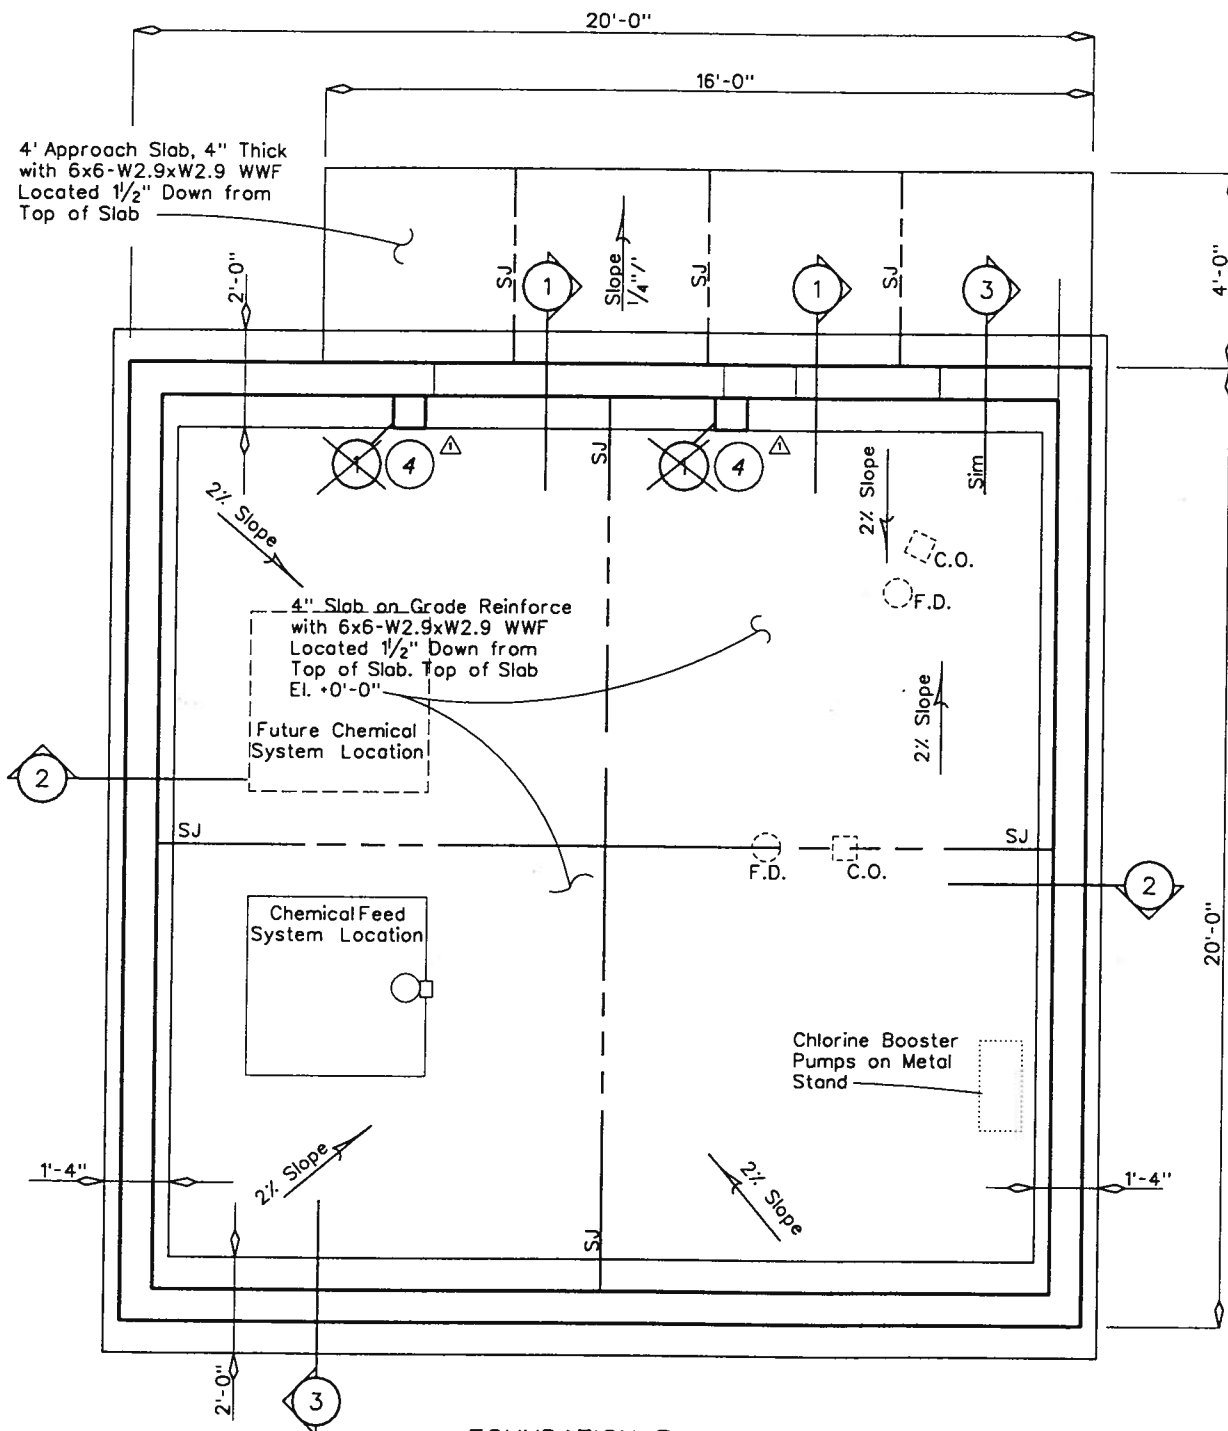 20'-0"
16'-0"
4' Approach Slab, 4" Thick
with 6x6-W2.9xW2.9 WWF
Located 1½" Down from
Top of Slab
2'-0"
SJ
1
Slope
1/4"/'
SJ
1
SJ
3
4'-0"
1
4
1
SJ
1
4
1
2% Slope
Sim
2% Slope
C.O.
F.D.
4" Slab on Grade Reinforce
with 6x6-W2.9xW2.9 WWF
Located 1½" Down from
Top of Slab. Top of Slab
El. +0'-0"
2% Slope
Future Chemical
System Location
2
SJ
SJ
F.D.
C.O.
2
Chemical Feed
System Location
20'-0"
Chlorine Booster
Pumps on Metal
Stand
1'-4"
2% Slope
2% Slope
1'-4"
SJ
2'-0"
3